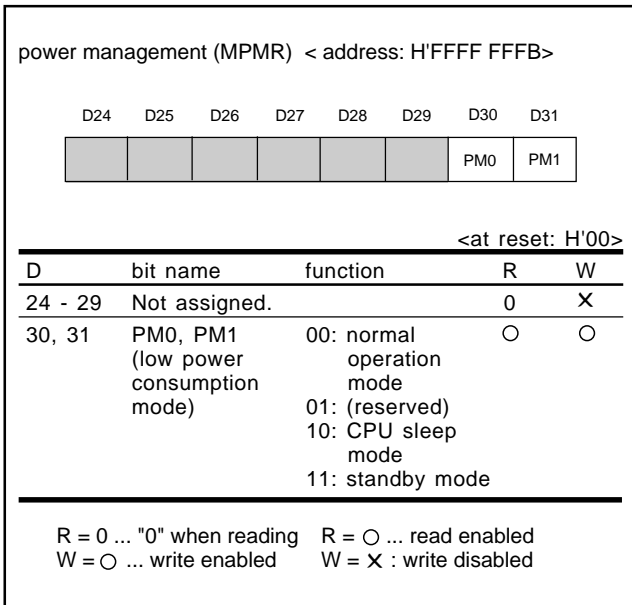 power management (MPMR) < address: H'FFFF FFFB>
D24 D25 D26 D27 D28 D29 D30 D31
PM0 PM1
<at reset: H'00>
D bit name function R W
24 - 29 Not assigned. 0 ×
30, 31 PM0, PM1 00: normal ○ ○
(low power operation
consumption mode
mode) 01: (reserved)
10: CPU sleep
mode
11: standby mode
R = 0 ... "0" when reading R = ○ ... read enabled
W = ○ ... write enabled W = × : write disabled